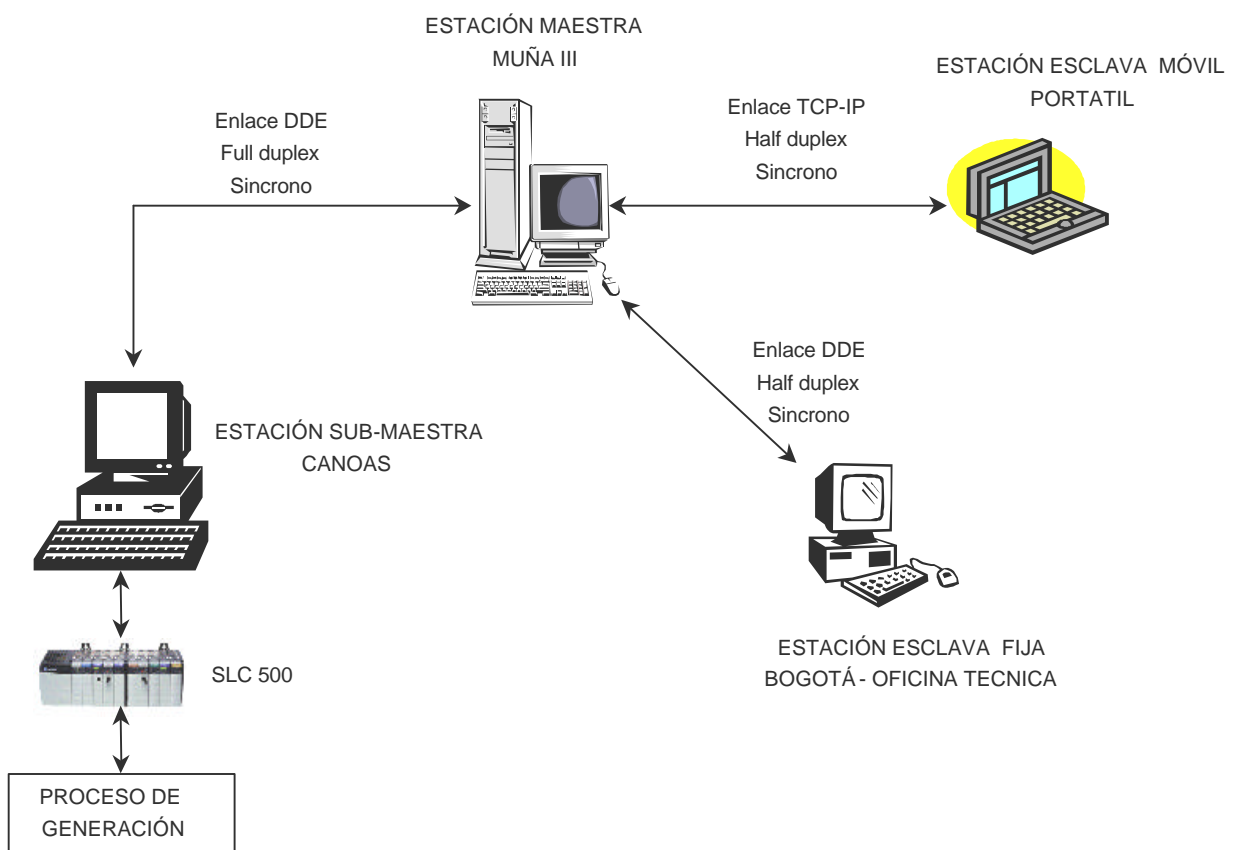 ESTACIÓN MAESTRA
MUÑA III
ESTACIÓN ESCLAVA MÓVIL
PORTATIL
Enlace DDE
Full duplex
Sincrono
Enlace TCP-IP
Half duplex
Sincrono
Enlace DDE
Half duplex
Sincrono
ESTACIÓN SUB-MAESTRA
CANOAS
SLC 500
ESTACIÓN ESCLAVA FIJA
BOGOTÁ - OFICINA TECNICA
PROCESO DE
GENERACIÓN